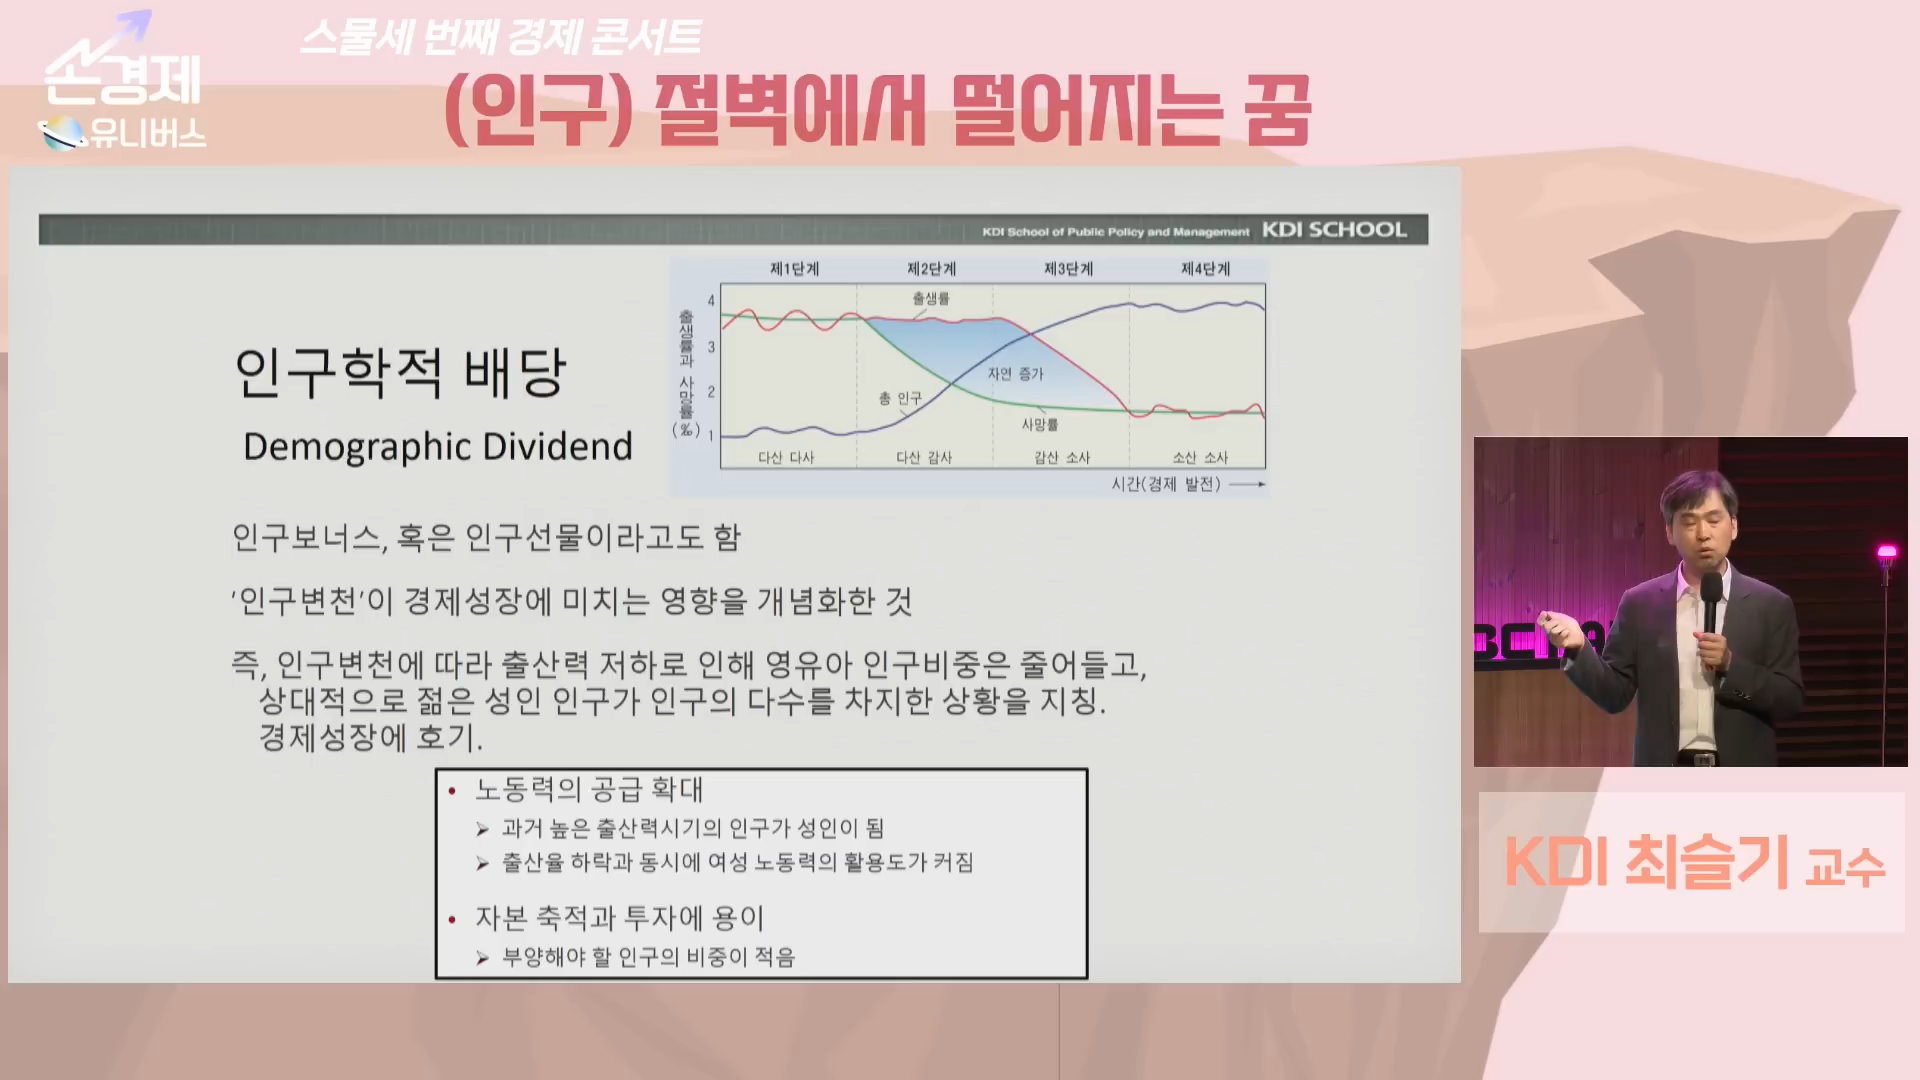 손경제
유니버스
스물세 번째 경제 콘서트
(인구) 절벽에서 떨어지는 꿈
KDI School of Public Policy and Management KDI SCHOOL
인구학적 배당
Demographic Dividend
제1단계 제2단계 제3단계 제4단계
출생률과 사망률(‰)
4
3
2
1
출생률
자연 증가
총 인구
사망률
다산 다사 다산 감사 감산 소사 소산 소사
시간(경제 발전)
인구보너스, 혹은 인구선물이라고도 함
‘인구변천’이 경제성장에 미치는 영향을 개념화한 것
즉, 인구변천에 따라 출산력 저하로 인해 영유아 인구비중은 줄어들고,
상대적으로 젊은 성인 인구가 인구의 다수를 차지한 상황을 지칭.
경제성장에 호기.
• 노동력의 공급 확대
➢ 과거 높은 출산력시기의 인구가 성인이 됨
➢ 출산율 하락과 동시에 여성 노동력의 활용도가 커짐
• 자본 축적과 투자에 용이
➢ 부양해야 할 인구의 비중이 적음
KDI 최슬기 교수